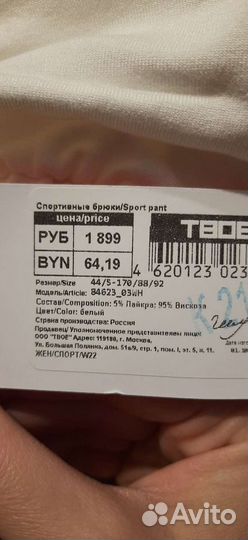 Спортивные брюки/Sport pant
цена/price
РУБ 1 899
BYN 64,19
ТВОЕ
4 620123 023
Размер/Size 44/S-170/88/92
Модель/Article: 84623_03WH
Состав/Composition: 5% Лайкра; 95% Вискоза
Цвет/Color: белый
Страна производства: Россия
Продавец/ Уполномоченное представителем лицо:
ООО "ТВОЕ" Адрес: 119180, г. Москва,
Ул. Большая Полянка, дом. 51а/9, стр. 1, пом. I, эт. 5, к. 11.
ЖЕН/СПОРТ/W22
Avito